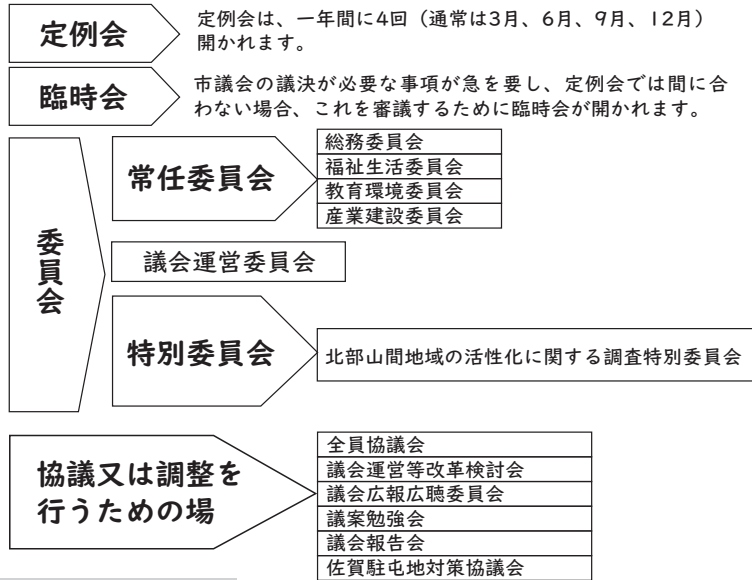 定例会
定例会は、一年間に4回（通常は3月、6月、9月、12月）
開かれます。
臨時会
市議会の議決が必要な事項が急を要し、定例会では間に合
わない場合、これを審議するために臨時会が開かれます。
委員会
常任委員会
総務委員会
福祉生活委員会
教育環境委員会
産業建設委員会
議会運営委員会
特別委員会
北部山間地域の活性化に関する調査特別委員会
協議又は調整を
行うための場
全員協議会
議会運営等改革検討会
議会広報広聴委員会
議案勉強会
議会報告会
佐賀駐屯地対策協議会